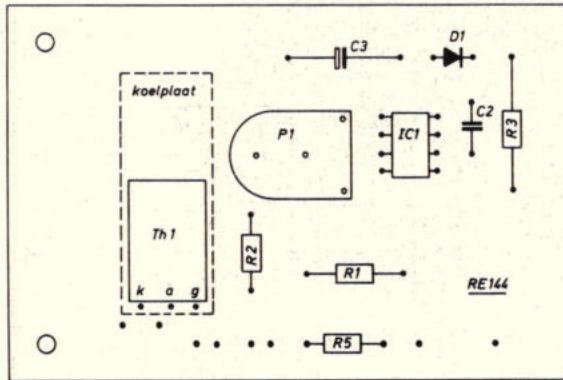 D1
C3
koelplaat
C2
P1
IC1
R3
Th1
R2
R1
k a g
RE144
R5